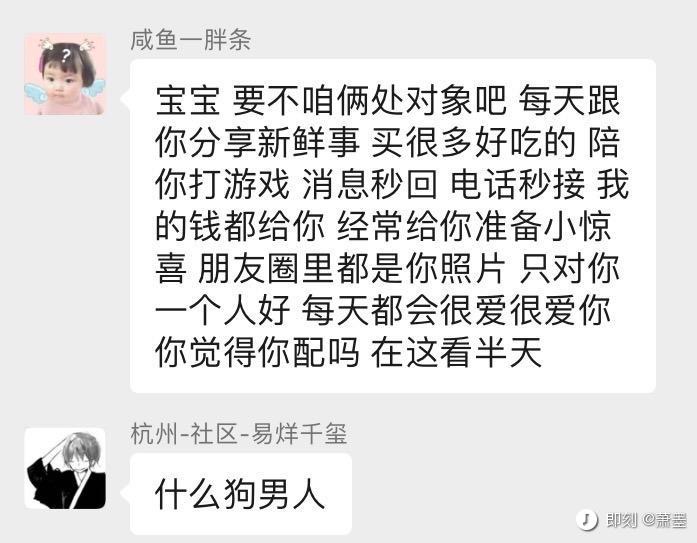 咸鱼一胖条
宝宝 要不咱俩处对象吧 每天跟
你分享新鲜事 买很多好吃的 陪
你打游戏 消息秒回 电话秒接 我
的钱都给你 经常给你准备小惊
喜 朋友圈里都是你照片 只对你
一个人好 每天都会很爱很爱你
你觉得你配吗 在这看半天
?
杭州-社区-易烊千玺
什么狗男人
即刻 ©萧墨